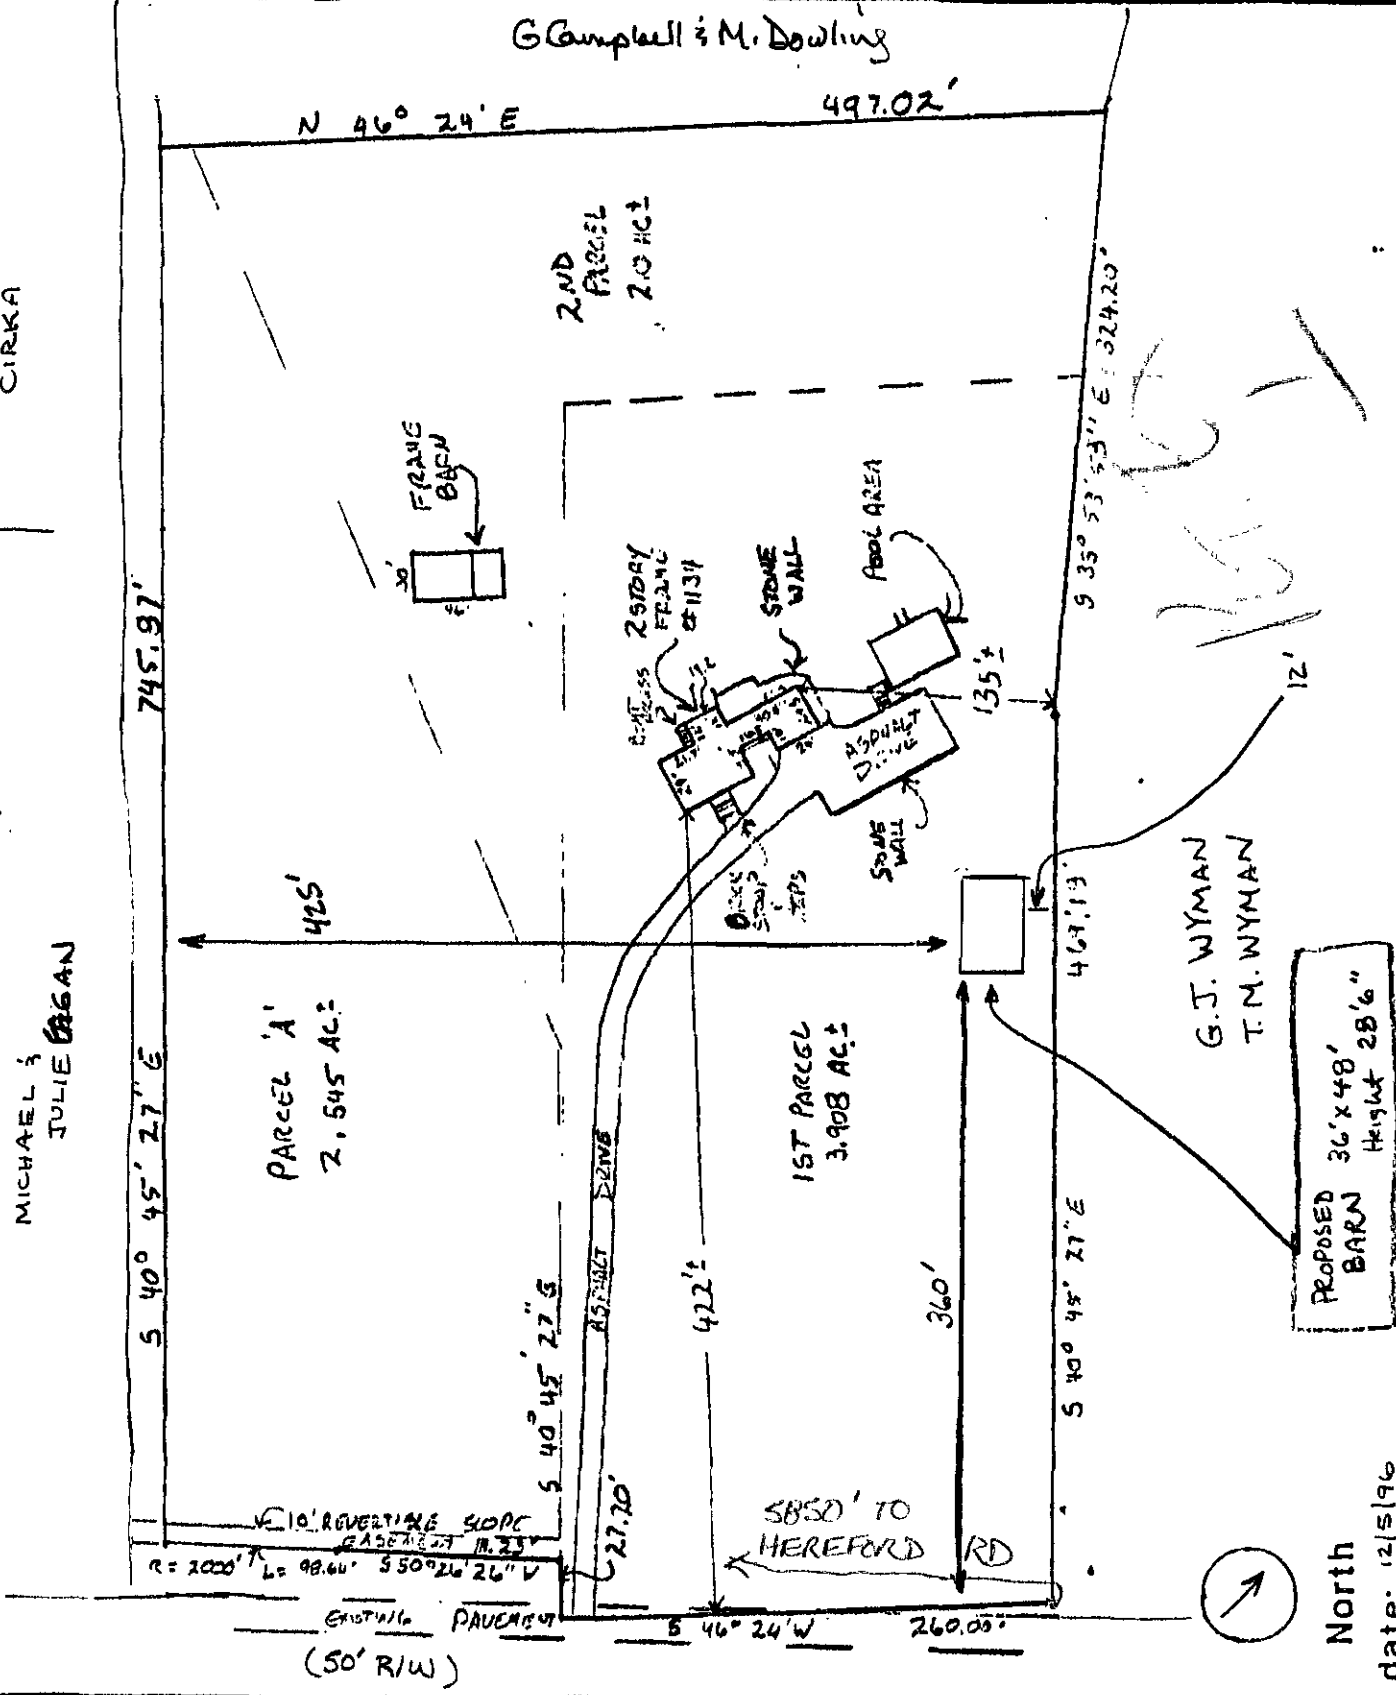 G Campbell & M. Dowling
N 46° 24' E
497.02'
CIRKA
2ND
PARCEL
2.0 AC±
S 35° 53' 53" E 324.20'
FRAME
BARN
30'
46'
745.97'
2 STORY
FRAME
#1134
STONE
WALL
POOL AREA
135'±
12'
ASPHALT
DRIVE
STONE
WALL
425'
469.13'
G.J. WYMAN
T.M. WYMAN
MICHAEL &
JULIE EGAN
PARCEL 'A'
2.545 AC.±
1ST PARCEL
3.908 AC.±
S 40° 45' 27" E
ASPHALT DRIVE
422'±
360'
S 40° 45' 27" E
S 40° 45' 27" E
PROPOSED
BARN
36' x 48'
Height 28'6"
10' REVERTIBLE SLOPE
EASEMENT
R = 2000' L = 98.64' S 50° 26' 26" W
27.20'
5850' TO
HEREFORD RD
EXISTING PAVEMENT
S 46° 24' W
260.00'
(50' R/W)
North
date: 12/5/96